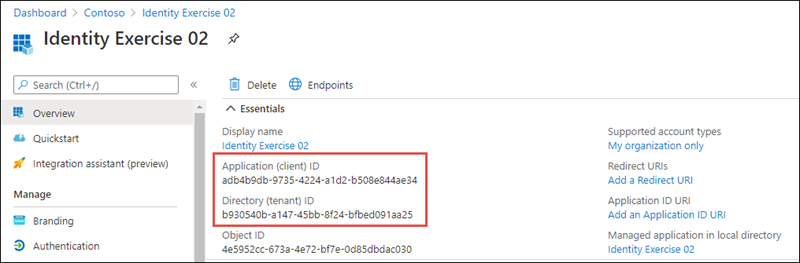 Dashboard > Contoso > Identity Exercise 02
Identity Exercise 02
Search (Ctrl+/)
«
Overview
Quickstart
Integration assistant (preview)
Manage
Branding
Authentication
Delete
Endpoints
Essentials
Display name
Identity Exercise 02
Application (client) ID
adb4b9db-9735-4224-a1d2-b508e844ae34
Directory (tenant) ID
b930540b-a147-45bb-8f24-bfbed091aa25
Object ID
4e5952cc-673a-4e72-bf7e-0d85dbdac030
Supported account types
My organization only
Redirect URIs
Add a Redirect URI
Application ID URI
Add an Application ID URI
Managed application in local directory
Identity Exercise 02